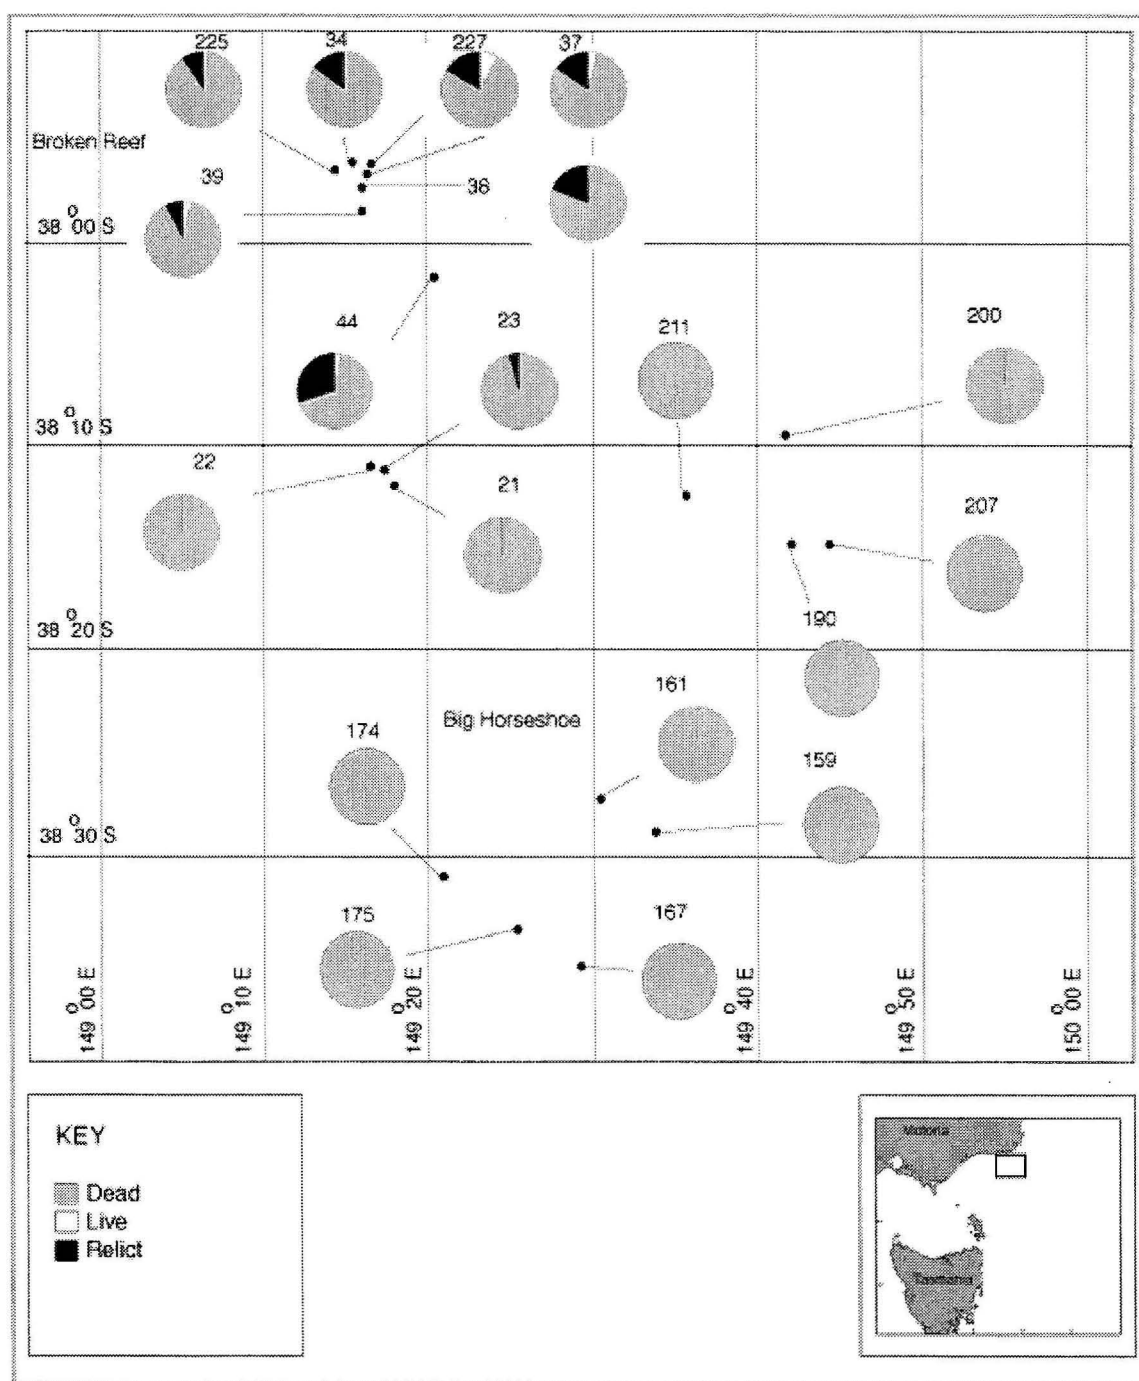 225 34 227 37
Broken Reef
39
38
38° 00 S
44 23 211 200
38° 10 S
22 21 207
38° 20 S
190
161
Big Horseshoe
174
159
38° 30 S
175 167
149° 00 E
149° 10 E
149° 20 E
149° 40 E
149° 50 E
150° 00 E
KEY
Dead
Live
Relict
Victoria
Tasmania